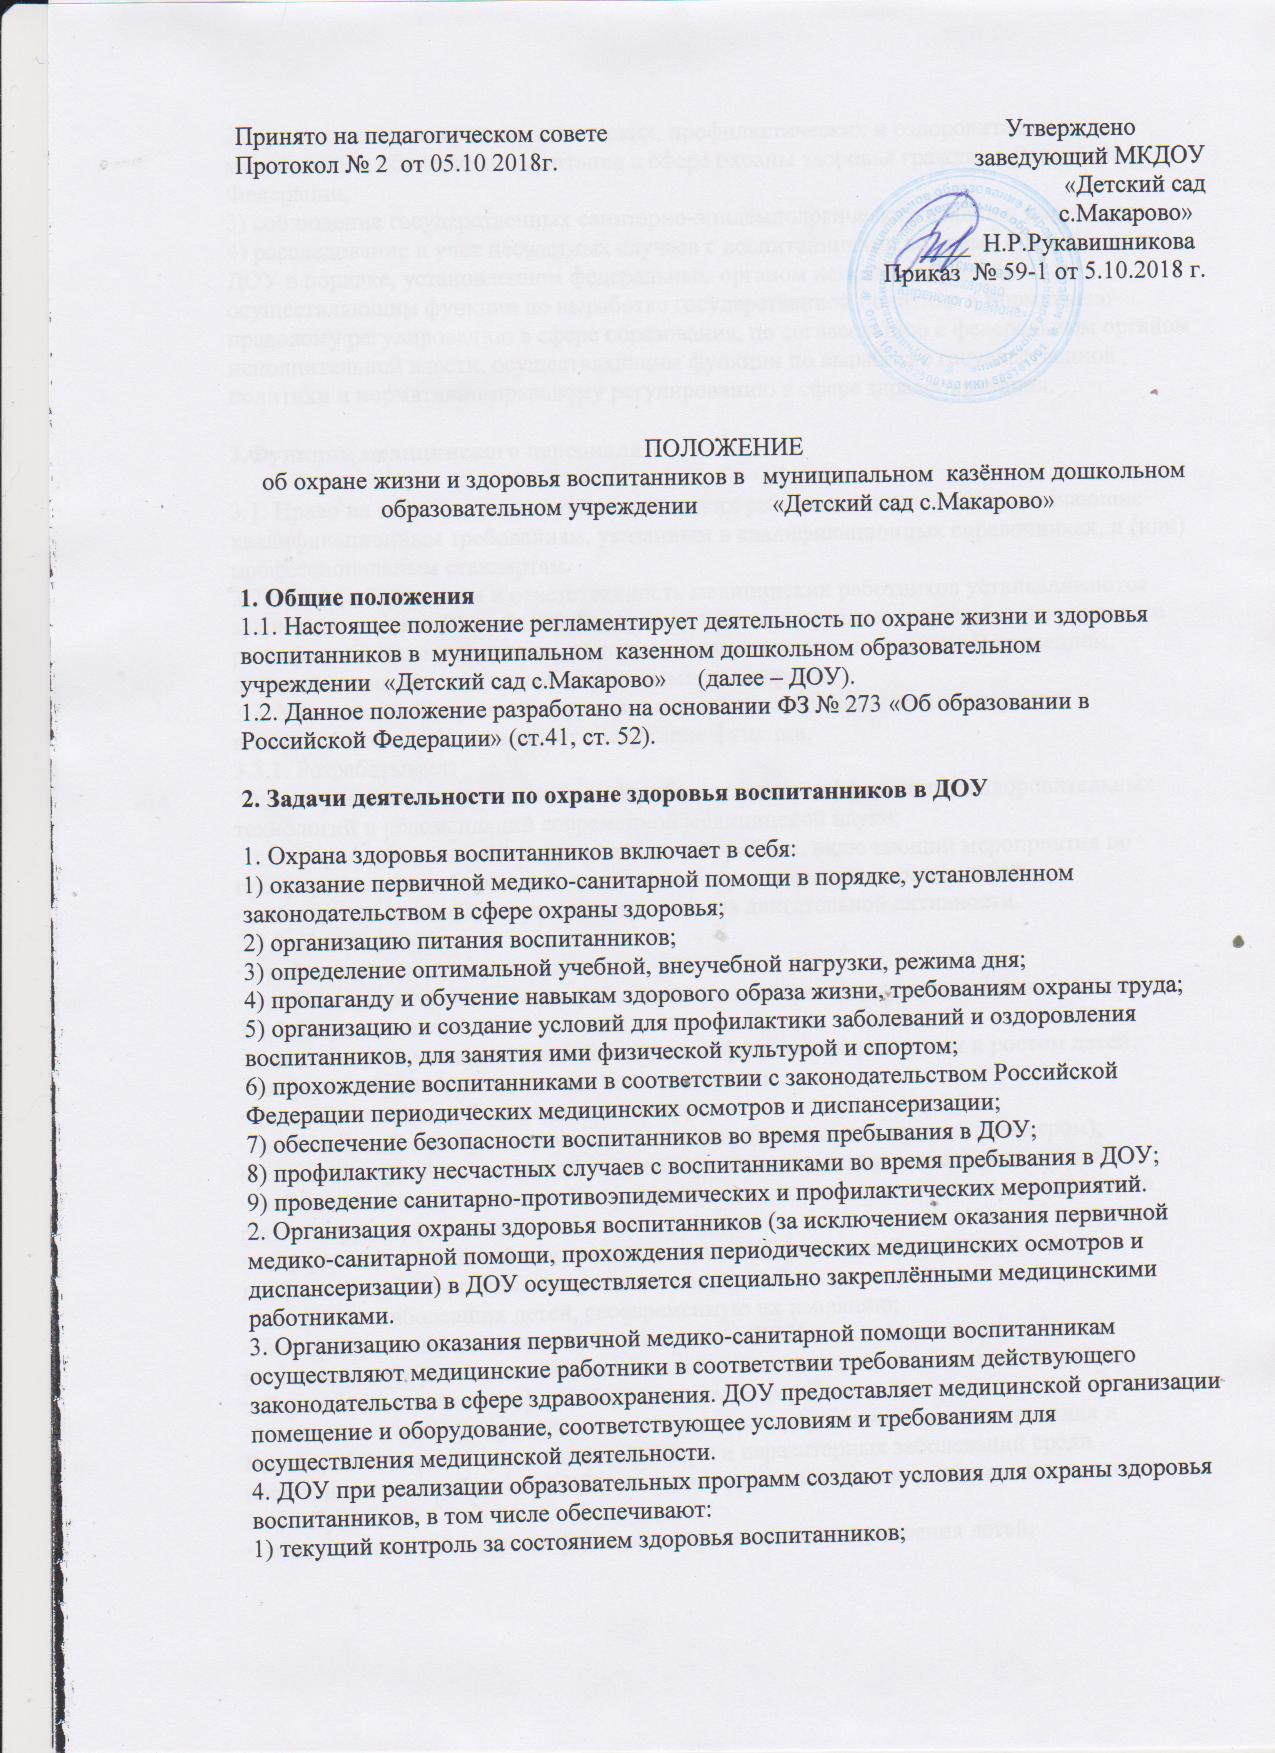 Принято на педагогическом совете
Протокол № 2 от 05.10 2018г.
Утверждено
заведующий МКДОУ
«Детский сад
с.Макарово»
Н.Р.Рукавишникова
Приказ № 59-1 от 5.10.2018 г.
ПОЛОЖЕНИЕ
об охране жизни и здоровья воспитанников в муниципальном казённом дошкольном
образовательном учреждении «Детский сад с.Макарово»
1. Общие положения
1.1. Настоящее положение регламентирует деятельность по охране жизни и здоровья
воспитанников в муниципальном казенном дошкольном образовательном
учреждении «Детский сад с.Макарово» (далее – ДОУ).
1.2. Данное положение разработано на основании ФЗ № 273 «Об образовании в
Российской Федерации» (ст.41, ст. 52).
2. Задачи деятельности по охране здоровья воспитанников в ДОУ
1. Охрана здоровья воспитанников включает в себя:
1) оказание первичной медико-санитарной помощи в порядке, установленном
законодательством в сфере охраны здоровья;
2) организацию питания воспитанников;
3) определение оптимальной учебной, внеучебной нагрузки, режима дня;
4) пропаганду и обучение навыкам здорового образа жизни, требованиям охраны труда;
5) организацию и создание условий для профилактики заболеваний и оздоровления
воспитанников, для занятия ими физической культурой и спортом;
6) прохождение воспитанниками в соответствии с законодательством Российской
Федерации периодических медицинских осмотров и диспансеризации;
7) обеспечение безопасности воспитанников во время пребывания в ДОУ;
8) профилактику несчастных случаев с воспитанниками во время пребывания в ДОУ;
9) проведение санитарно-противоэпидемических и профилактических мероприятий.
2. Организация охраны здоровья воспитанников (за исключением оказания первичной
медико-санитарной помощи, прохождения периодических медицинских осмотров и
диспансеризации) в ДОУ осуществляется специально закреплёнными медицинскими
работниками.
3. Организацию оказания первичной медико-санитарной помощи воспитанникам
осуществляют медицинские работники в соответствии требованиям действующего
законодательства в сфере здравоохранения. ДОУ предоставляет медицинской организации
помещение и оборудование, соответствующее условиям и требованиям для
осуществления медицинской деятельности.
4. ДОУ при реализации образовательных программ создают условия для охраны здоровья
воспитанников, в том числе обеспечивают:
1) текущий контроль за состоянием здоровья воспитанников;